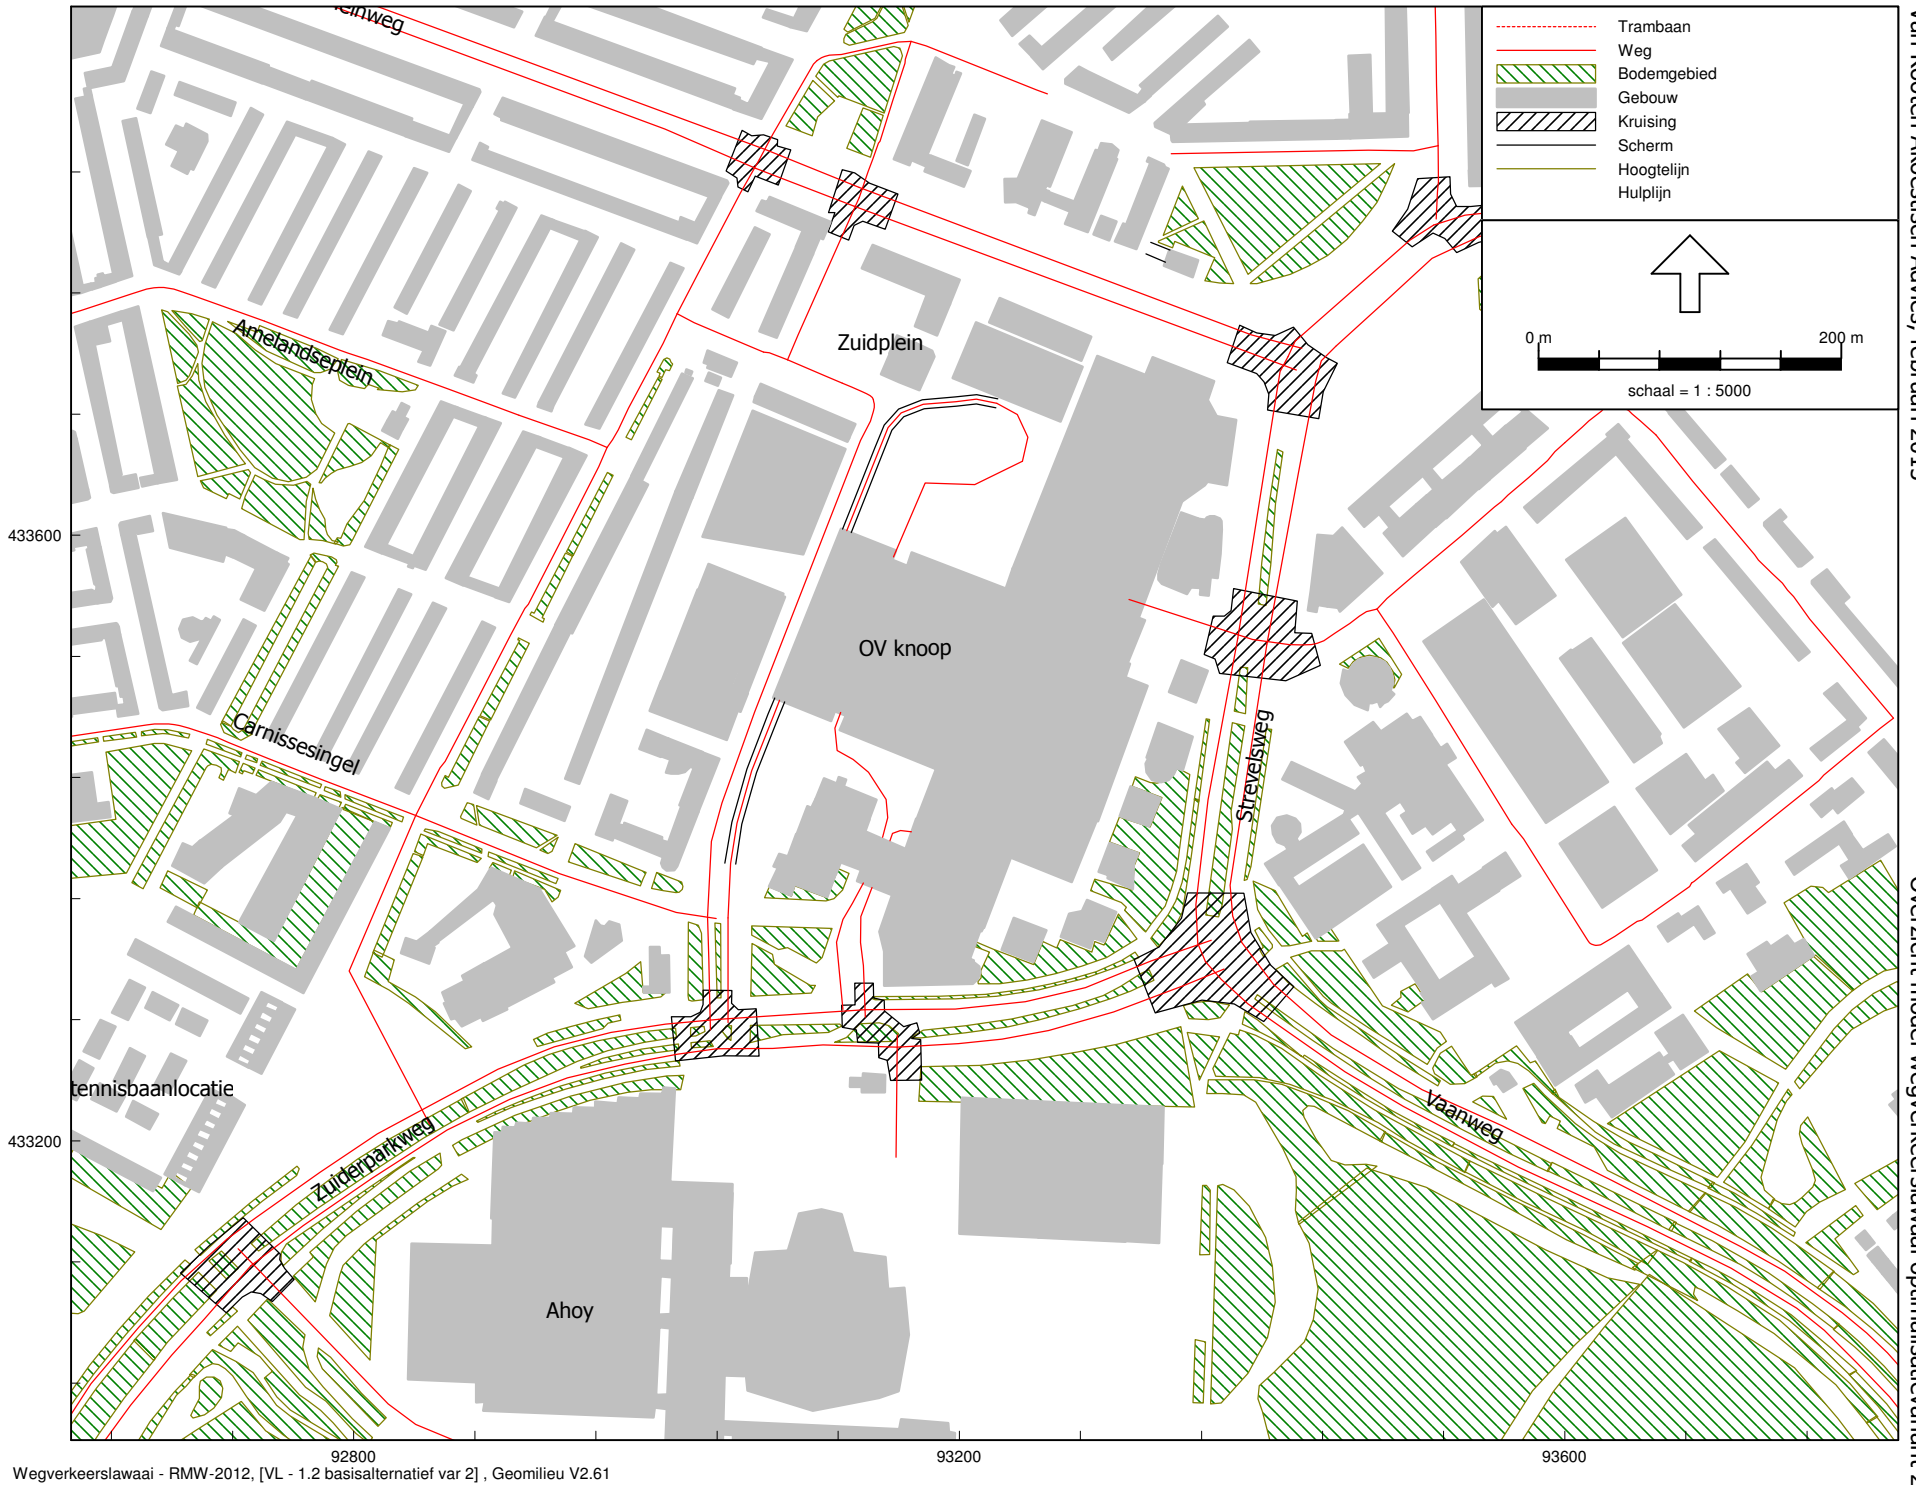 Trambaan
Weg
Bodemgebied
Gebouw
Kruising
Scherm
Hoogtelijn
Hulplijn
0 m
200 m
schaal = 1 : 5000
Zuidplein
Amelandseplein
433600
OV knoop
Carnissesingel
Strevelsweg
tennisbaanlocatie
433200
Zuiderparkweg
Vaanweg
Ahoy
92800
93200
93600
Wegverkeerslawaai - RMW-2012, [VL - 1.2 basisalternatief var 2] , Geomilieu V2.61